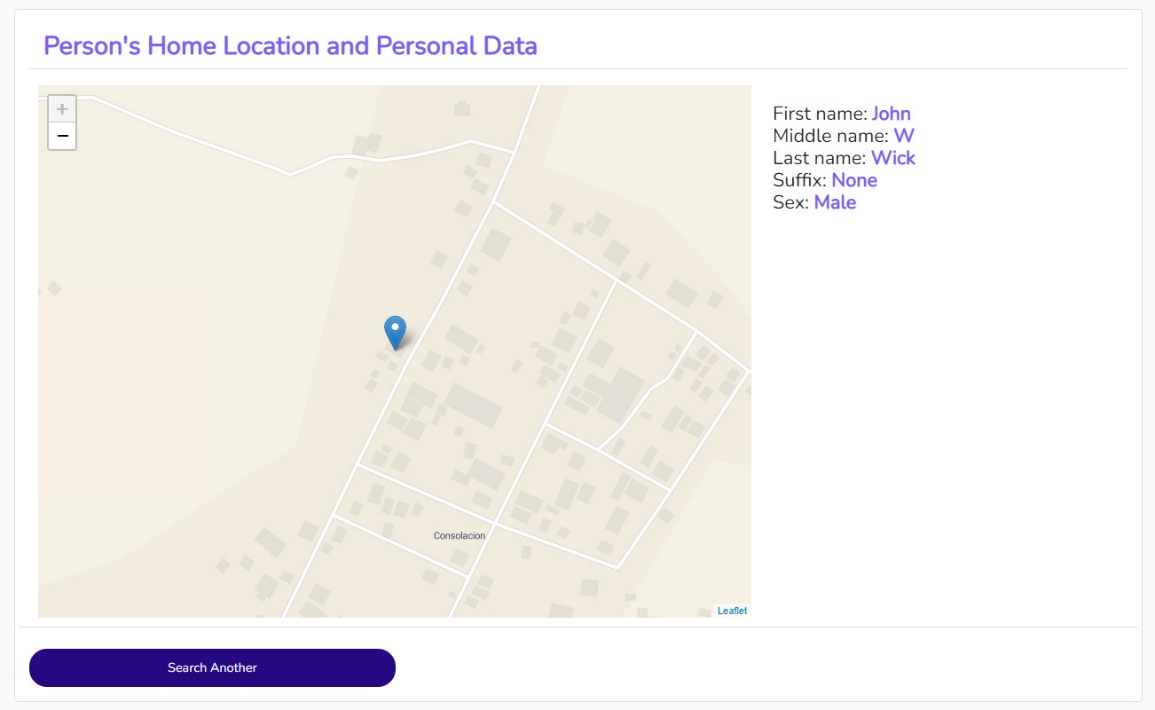 Person's Home Location and Personal Data
+
−
First name: John
Middle name: W
Last name: Wick
Suffix: None
Sex: Male
Consolacion
Leaflet
Search Another